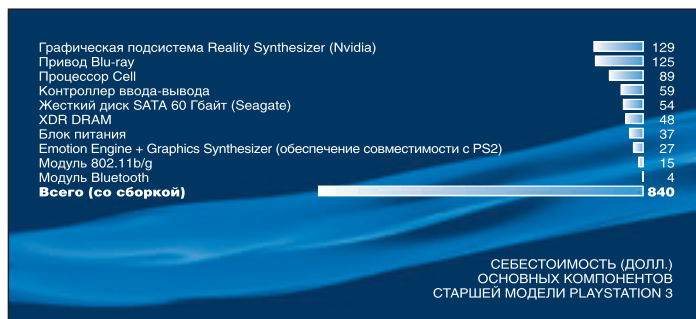 Графическая подсистема Reality Synthesizer (Nvidia) 129
Привод Blu-ray 125
Процессор Cell 89
Контроллер ввода-вывода 59
Жесткий диск SATA 60 Гбайт (Seagate) 54
XDR DRAM 48
Блок питания 37
Emotion Engine + Graphics Synthesizer (обеспечение совместимости с PS2) 27
Модуль 802.11b/g 15
Модуль Bluetooth 4
Всего (со сборкой) 840
СЕБЕСТОИМОСТЬ (ДОЛЛ.)
ОСНОВНЫХ КОМПОНЕНТОВ
СТАРШЕЙ МОДЕЛИ PLAYSTATION 3